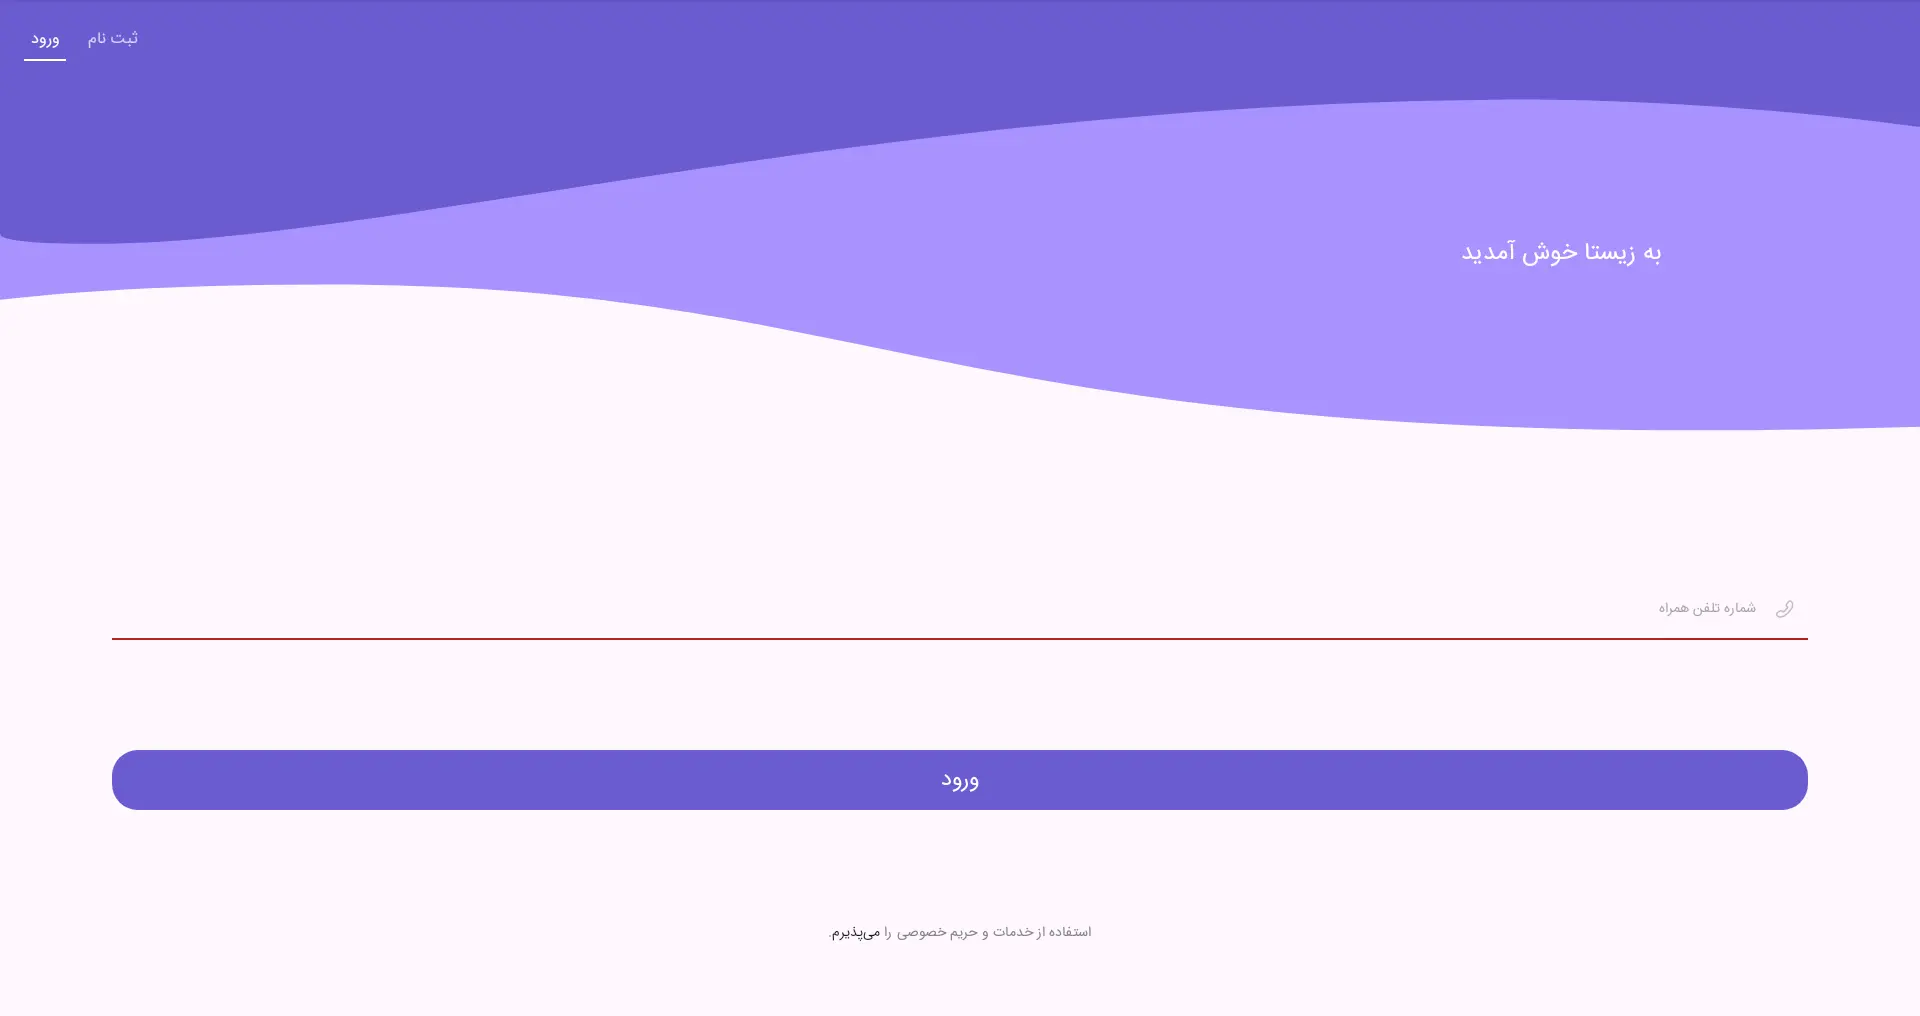 ثبت نام
ورود
به زیستا خوش آمدید
شماره تلفن همراه
ورود
استفاده از خدمات و حریم خصوصی را می‌پذیرم.